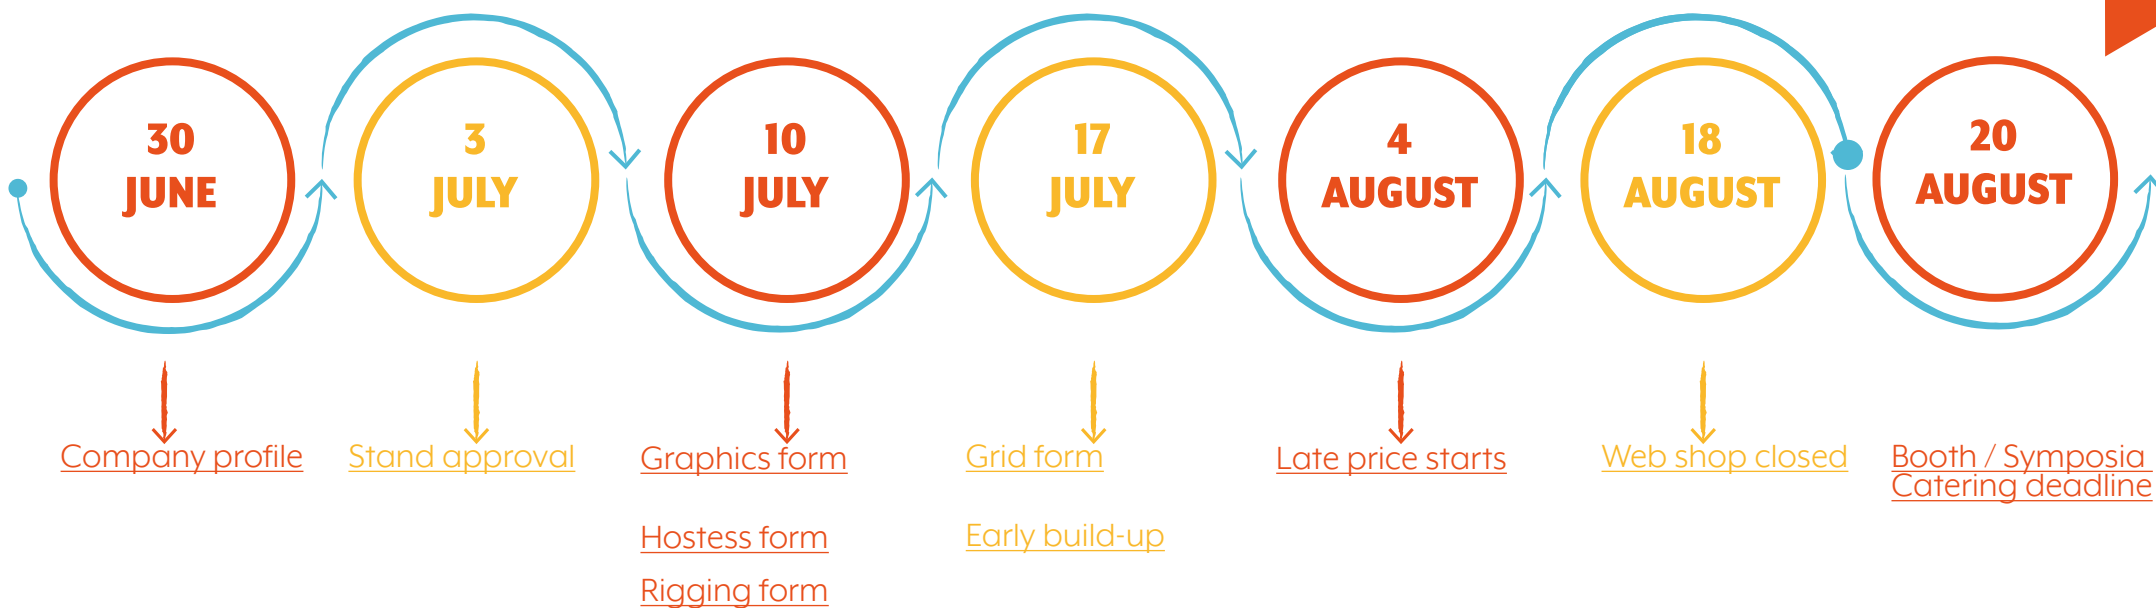 30
JUNE
3
JULY
10
JULY
17
JULY
4
AUGUST
18
AUGUST
20
AUGUST
Company profile
Stand approval
Graphics form
Hostess form
Rigging form
Grid form
Early build-up
Late price starts
Web shop closed
Booth / Symposia
Catering deadline